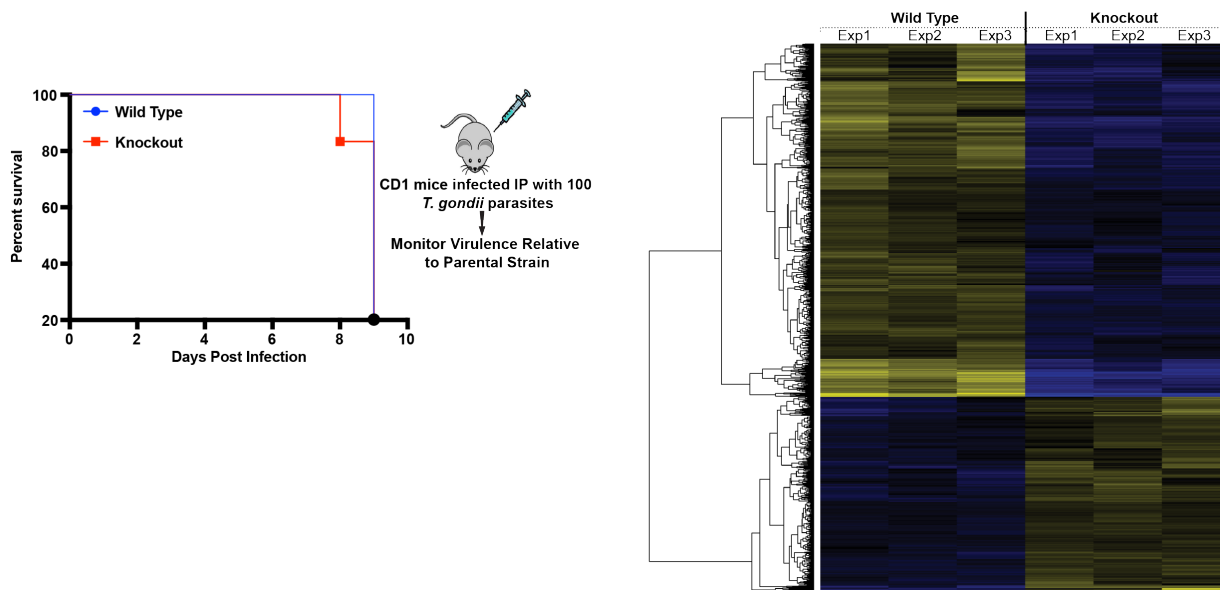 Wild Type Knockout
Exp1 Exp2 Exp3 Exp1 Exp2 Exp3
Percent survival
100
80
60
40
20
0 2 4 6 8 10
Days Post Infection
Wild Type
Knockout
CD1 mice infected IP with 100
T. gondii parasites
Monitor Virulence Relative
to Parental Strain